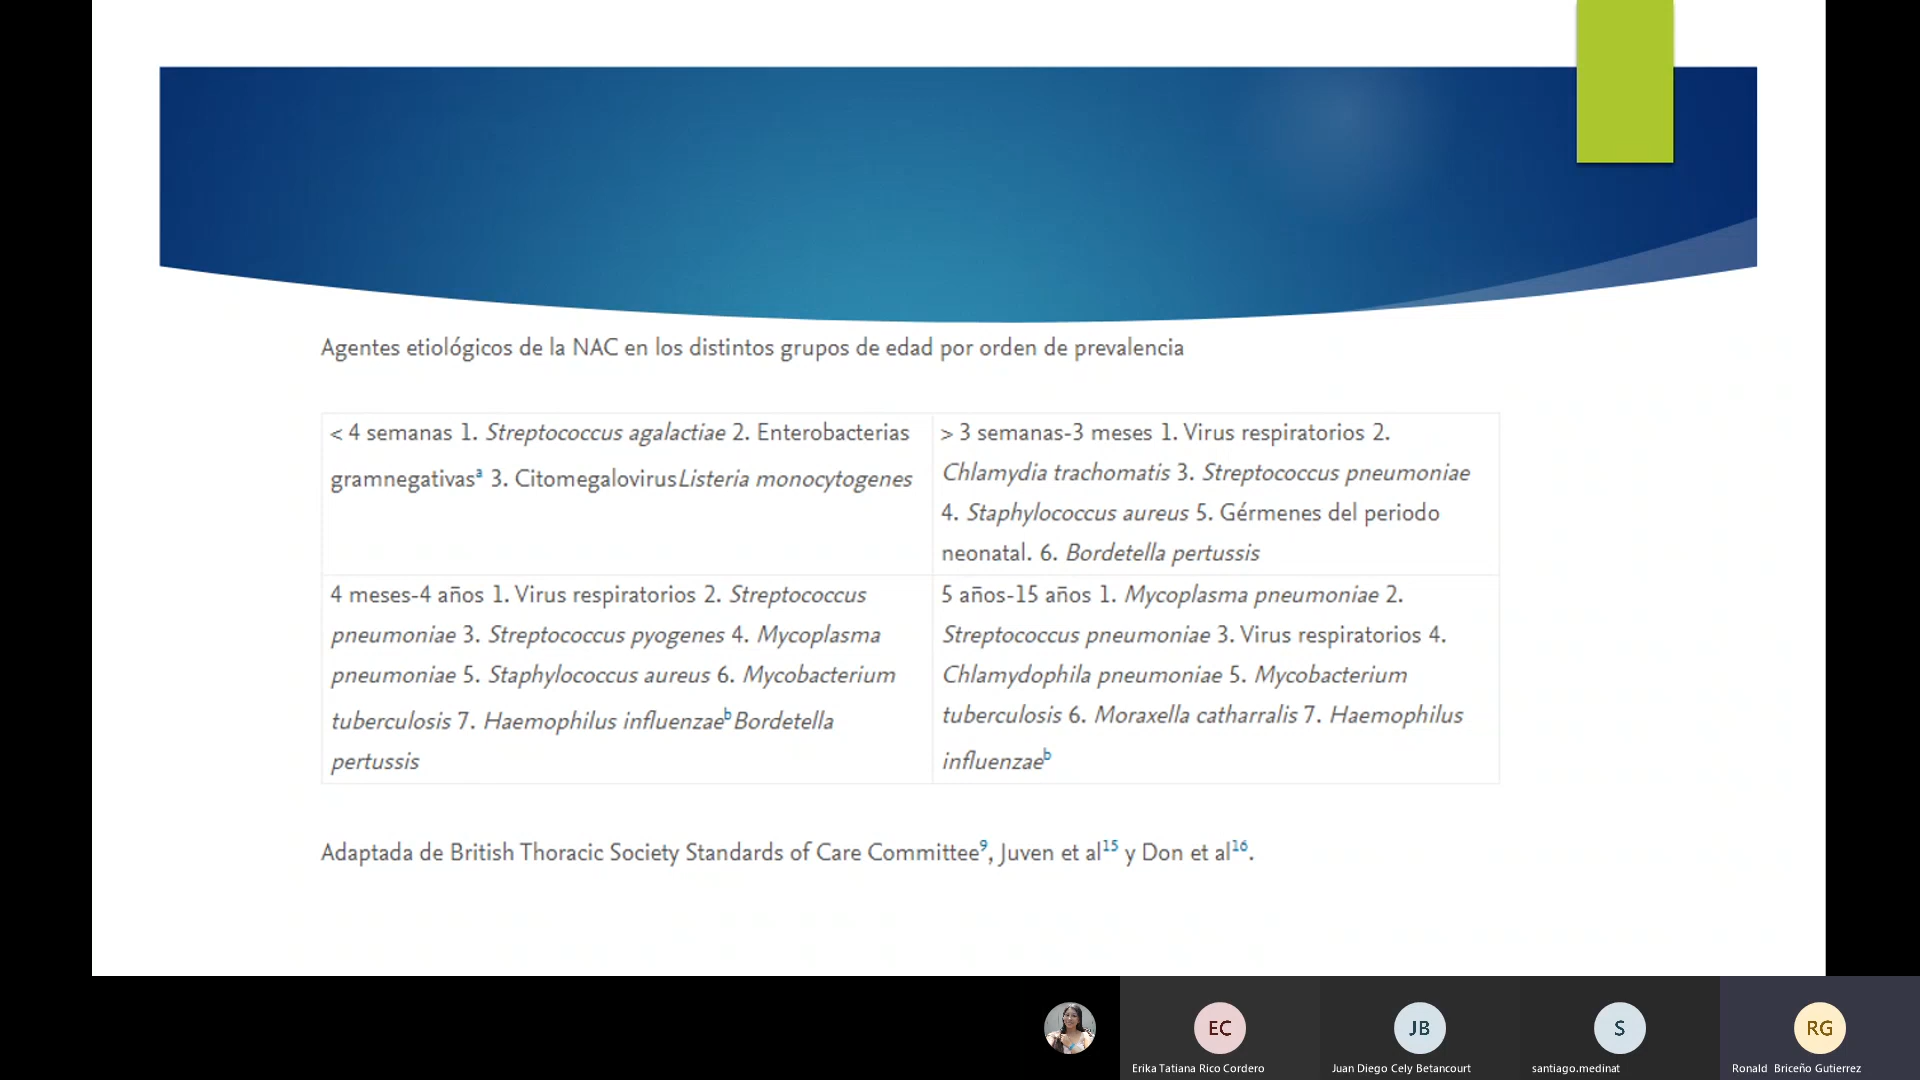 Agentes etiológicos de la NAC en los distintos grupos de edad por orden de prevalencia
< 4 semanas 1. Streptococcus agalactiae 2. Enterobacterias
gramnegativasª 3. CitomegalovirusListeria monocytogenes
> 3 semanas-3 meses 1. Virus respiratorios 2.
Chlamydia trachomatis 3. Streptococcus pneumoniae
4. Staphylococcus aureus 5. Gérmenes del periodo
neonatal. 6. Bordetella pertussis
4 meses-4 años 1. Virus respiratorios 2. Streptococcus
pneumoniae 3. Streptococcus pyogenes 4. Mycoplasma
pneumoniae 5. Staphylococcus aureus 6. Mycobacterium
tuberculosis 7. Haemophilus influenzaeᵇ Bordetella
pertussis
5 años-15 años 1. Mycoplasma pneumoniae 2.
Streptococcus pneumoniae 3. Virus respiratorios 4.
Chlamydophila pneumoniae 5. Mycobacterium
tuberculosis 6. Moraxella catharralis 7. Haemophilus
influenzaeᵇ
Adaptada de British Thoracic Society Standards of Care Committee⁹, Juven et al¹⁵ y Don et al¹⁶.
EC
JB
S
RG
Erika Tatiana Rico Cordero
Juan Diego Cely Betancourt
santiago.medinat
Ronald Briceño Gutierrez